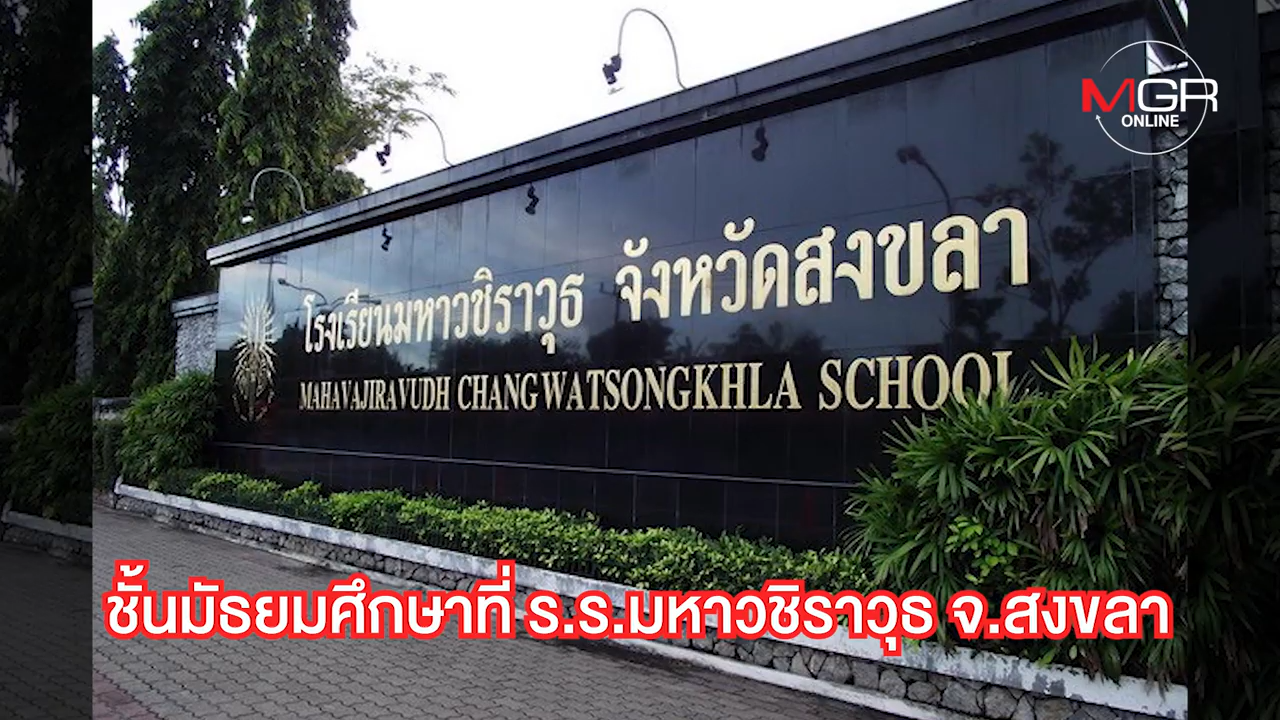 MGR
ONLINE
โรงเรียนมหาวชิราวุธ จังหวัดสงขลา
MAHAVAJIRAVUDH CHANGWATSONGKHLA SCHOOL
ชั้นมัธยมศึกษาที่ ร.ร.มหาวชิราวุธ จ.สงขลา